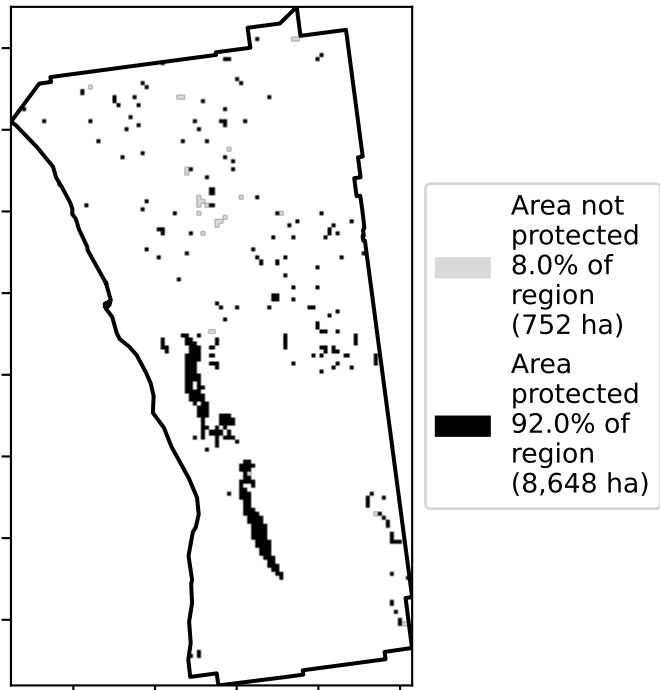 Area not
protected
8.0% of
region
(752 ha)
Area
protected
92.0% of
region
(8,648 ha)